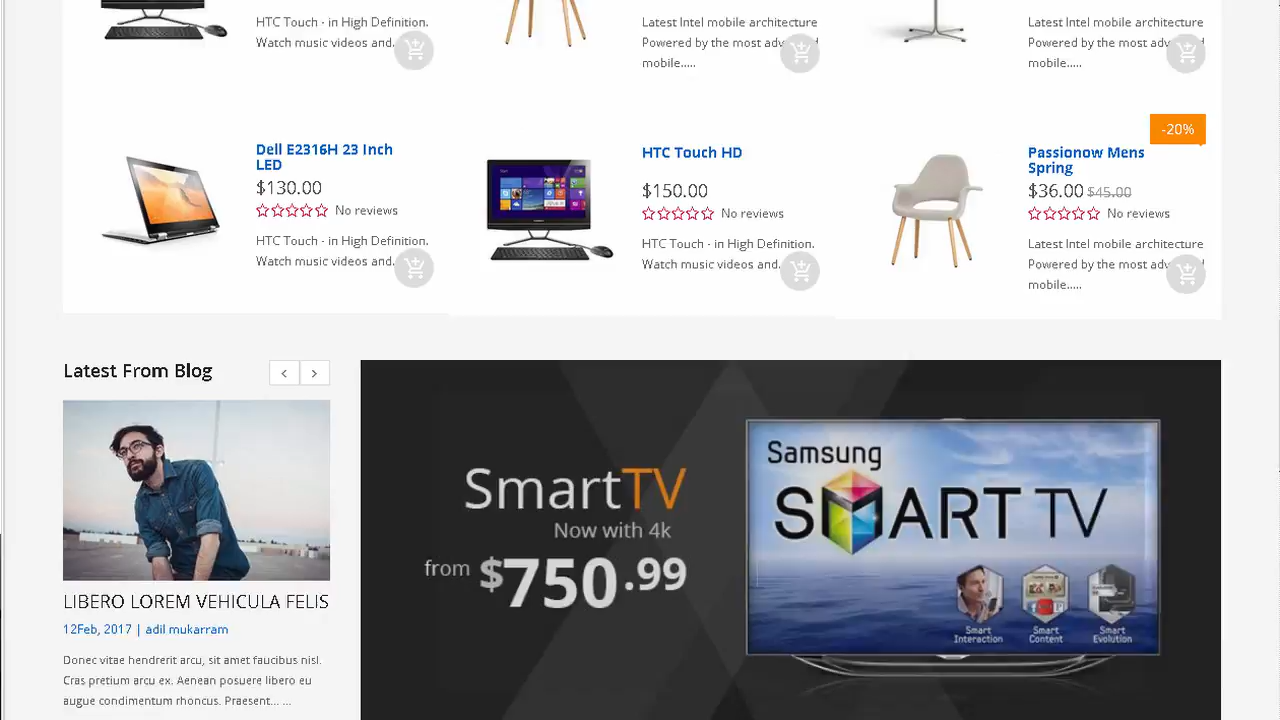 HTC Touch - in High Definition.
Watch music videos and.
Latest Intel mobile architecture
Powered by the most adv
mobile.....
Latest Intel mobile architecture
Powered by the most adv
mobile.....
Dell E2316H 23 Inch
LED
$130.00
No reviews
HTC Touch - in High Definition.
Watch music videos and.
HTC Touch HD
$150.00
No reviews
HTC Touch - in High Definition.
Watch music videos and.
-20%
Passionow Mens
Spring
$36.00 $45.00
No reviews
Latest Intel mobile architecture
Powered by the most adv
mobile.....
Latest From Blog
LIBERO LOREM VEHICULA FELIS
12Feb, 2017 | adil mukarram
Donec vitae hendrerit arcu, sit amet faucibus nisl.
Cras pretium arcu ex. Aenean posuere libero eu
augue condimentum rhoncus. Praesent... ...
SmartTV
Now with 4k
from $750.99
Samsung
SMART TV
Smart
Interaction
Smart
Content
Smart
Evolution